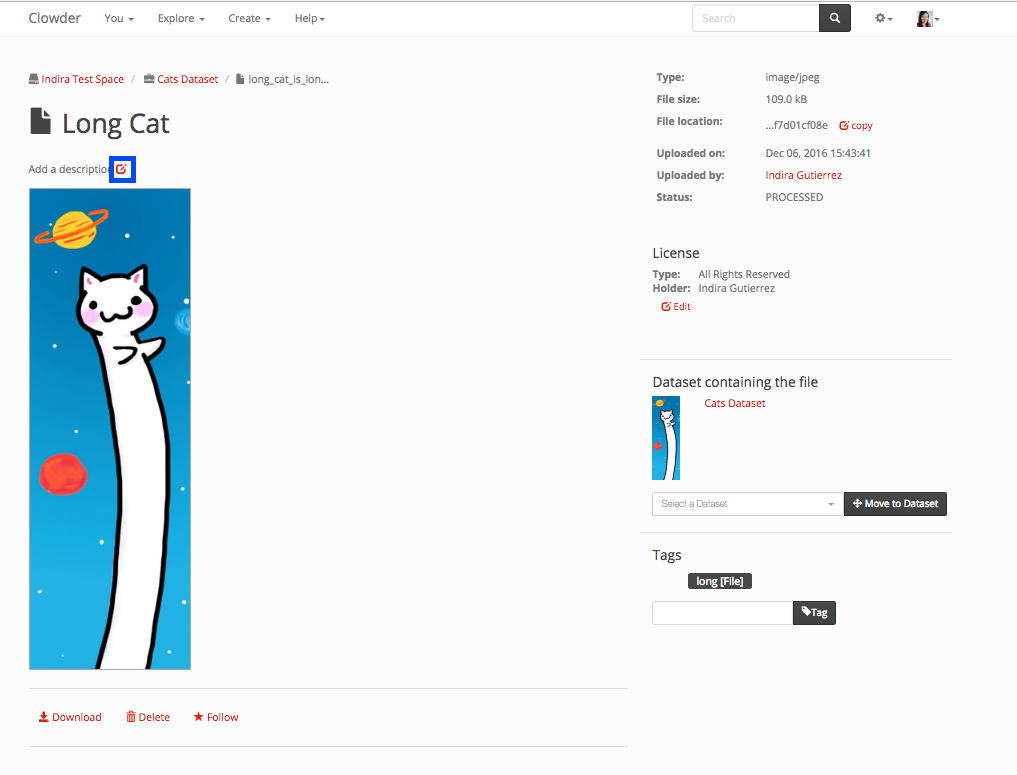 Clowder You Explore Create Help Search
Indira Test Space / Cats Dataset / long_cat_is_lon...
Long Cat
Add a description
Download Delete Follow
Type: image/jpeg
File size: 109.0 kB
File location: ...f7d01cf08e copy
Uploaded on: Dec 06, 2016 15:43:41
Uploaded by: Indira Gutierrez
Status: PROCESSED
License
Type: All Rights Reserved
Holder: Indira Gutierrez
Edit
Dataset containing the file
Cats Dataset
Select a Dataset Move to Dataset
Tags
long [File]
Tag